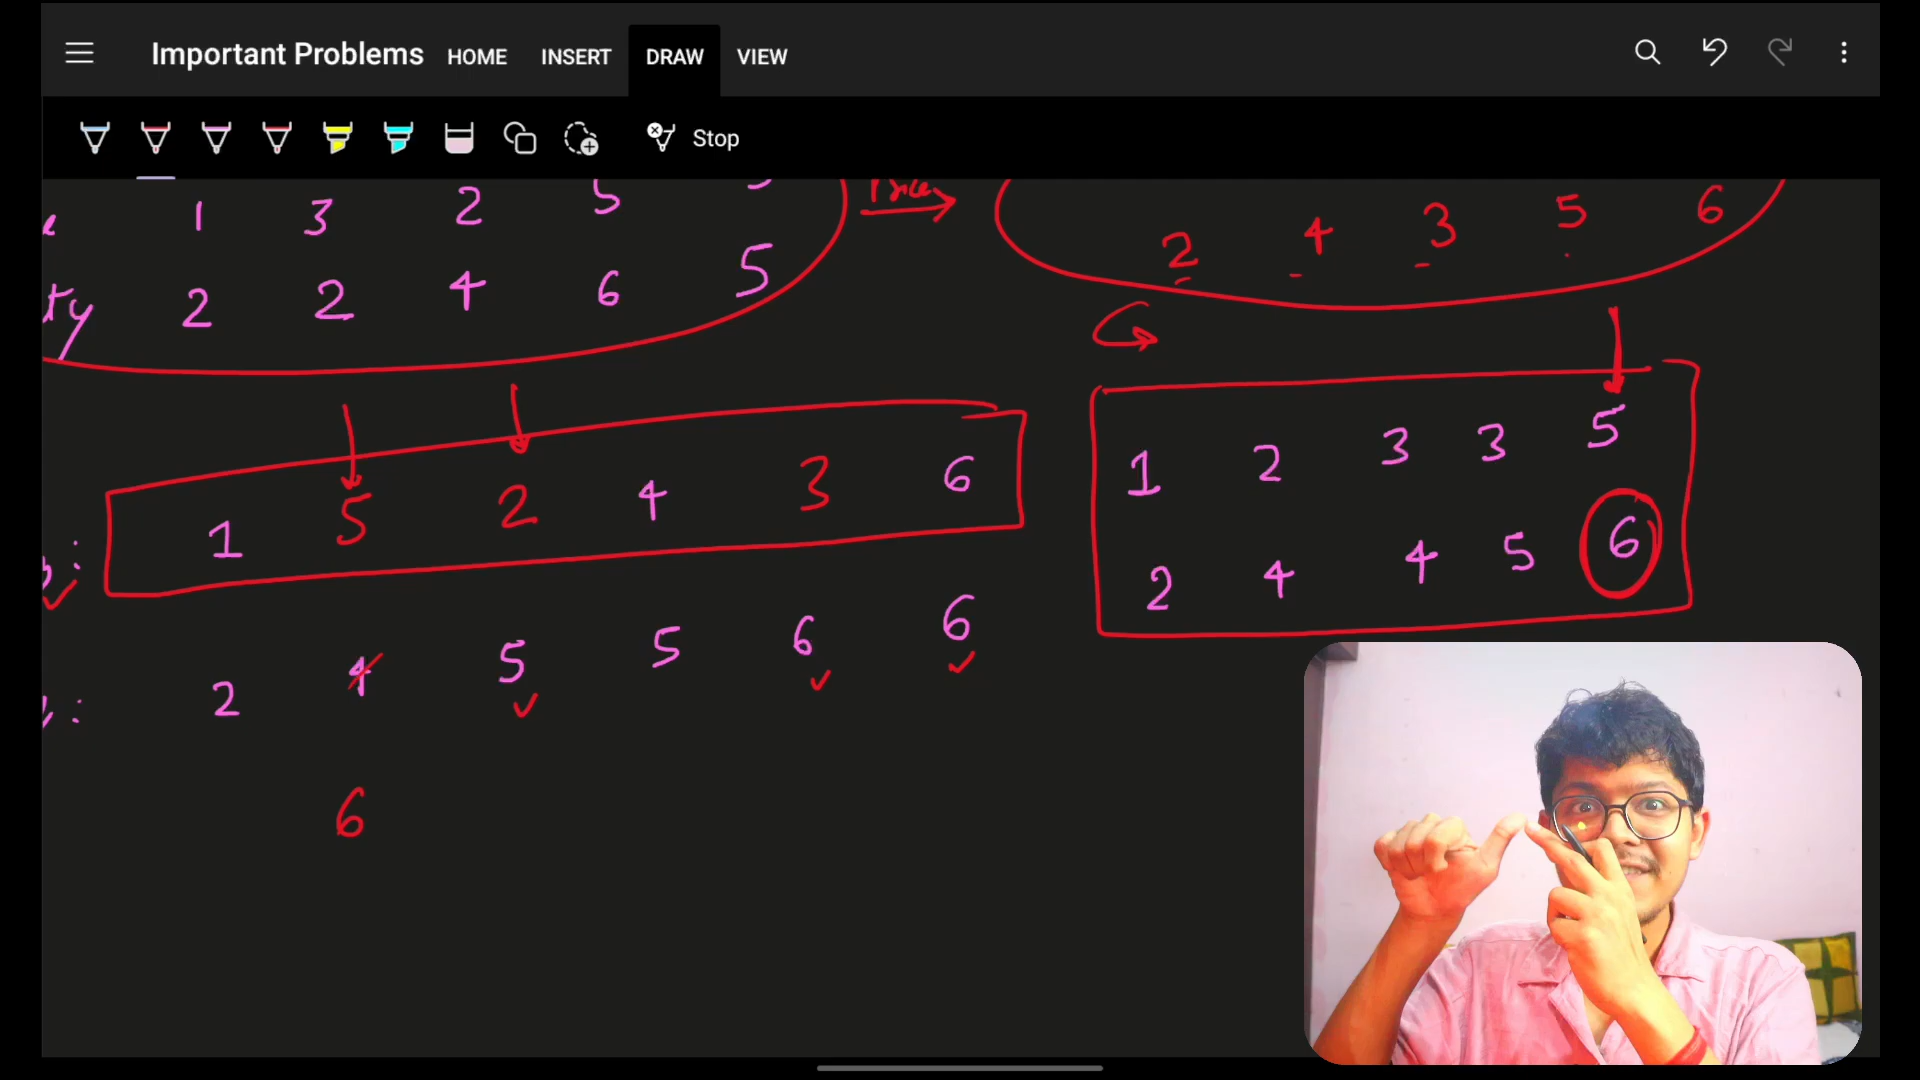 Important Problems HOME INSERT DRAW VIEW
Stop
1 3 2 5
2 2 4 6 5
2 4 3 5 6
1 5 2 4 3 6
2 4 5 5 6 6
6
1 2 3 3 5
2 4 4 5 6